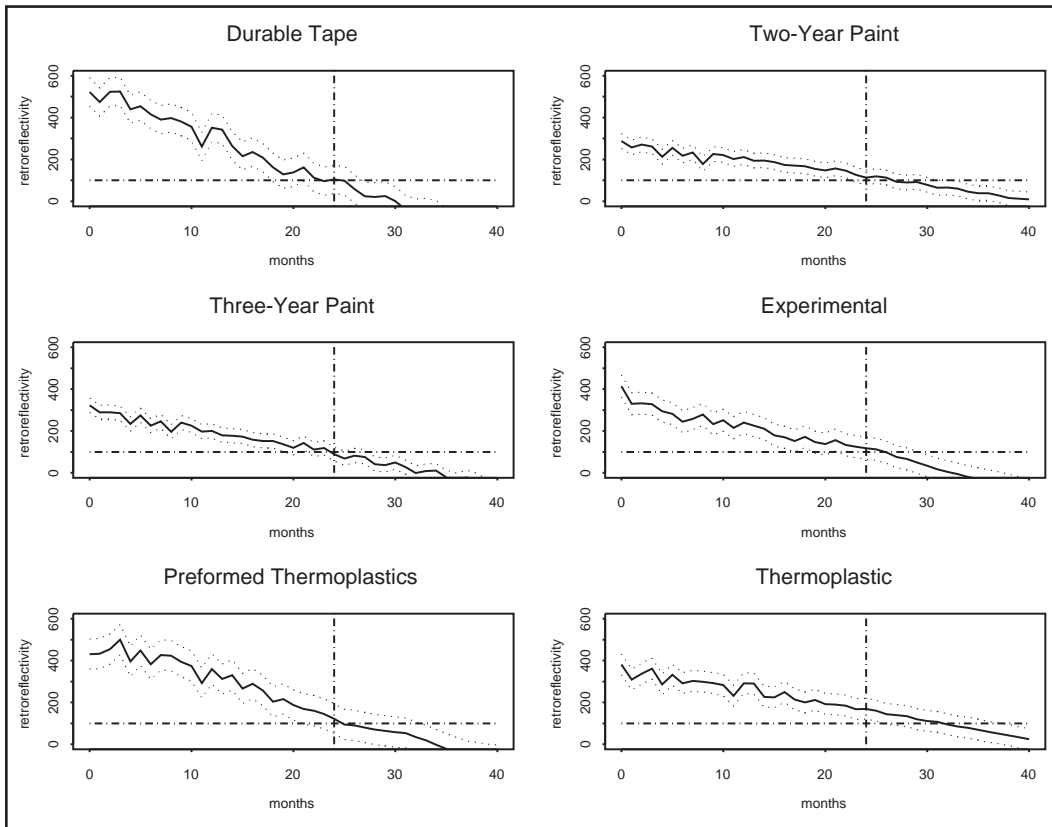 Durable Tape
Two-Year Paint
retroreflectivity
0 200 400 600
0 10 20 30 40
months
retroreflectivity
0 200 400 600
0 10 20 30 40
months
Three-Year Paint
Experimental
retroreflectivity
0 200 400 600
0 10 20 30 40
months
retroreflectivity
0 200 400 600
0 10 20 30 40
months
Preformed Thermoplastics
Thermoplastic
retroreflectivity
0 200 400 600
0 10 20 30 40
months
retroreflectivity
0 200 400 600
0 10 20 30 40
months